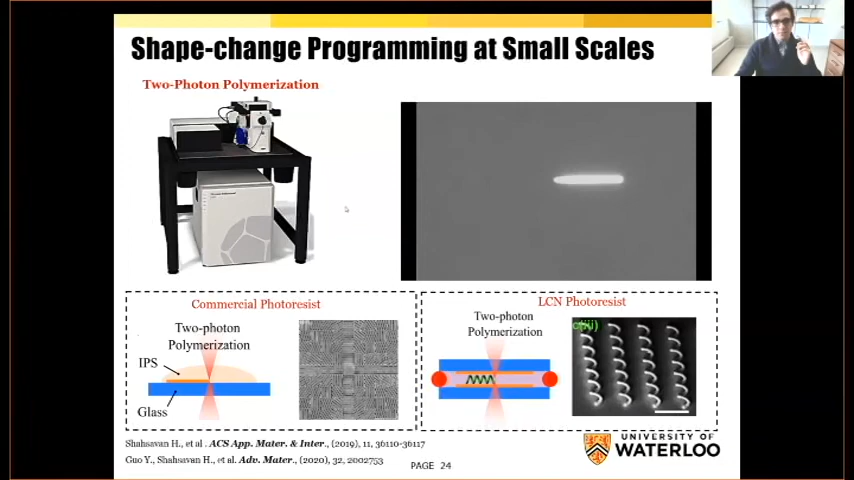 Shape-change Programming at Small Scales
Two-Photon Polymerization
Commercial Photoresist
Two-photon
Polymerization
IPS
Glass
LCN Photoresist
Two-photon
Polymerization
c(iii)
Shahsavan H., et al . ACS App. Mater. & Inter., (2019), 11, 36110-36117
Guo Y., Shahsavan H., et al. Adv. Mater., (2020), 32, 2002753
PAGE 24
UNIVERSITY OF
WATERLOO